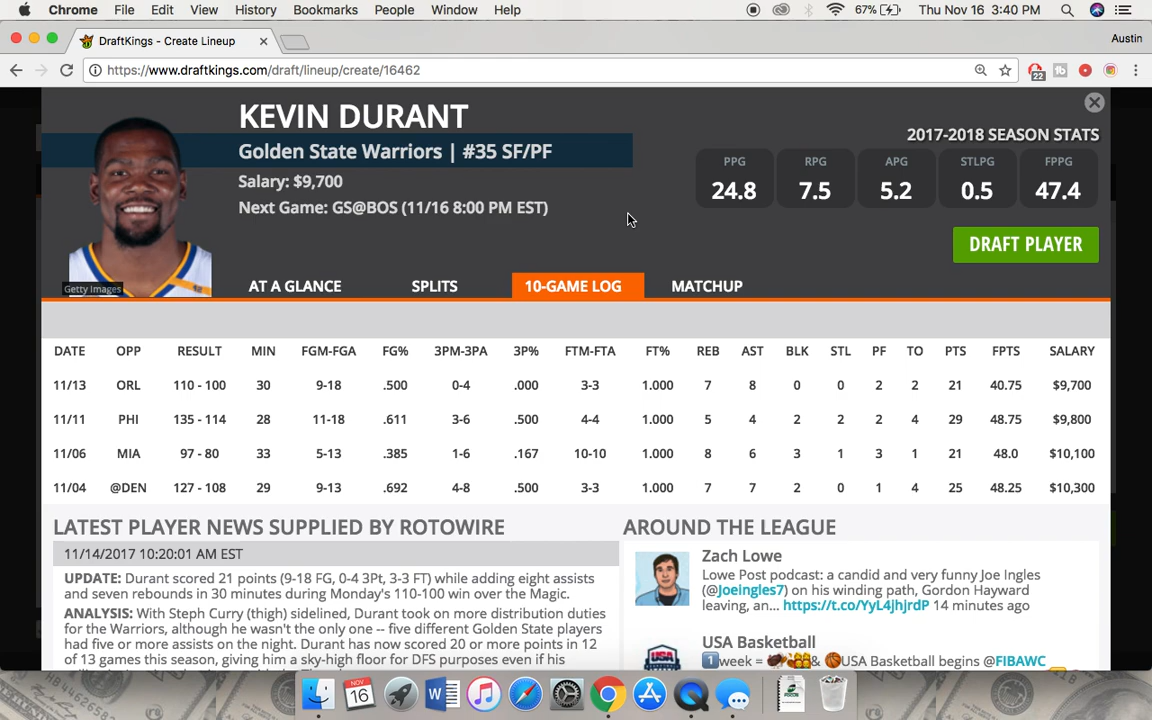 Chrome File Edit View History Bookmarks People Window Help 67% Thu Nov 16 3:40 PM
DraftKings - Create Lineup Austin
https://www.draftkings.com/draft/lineup/create/16462 22
KEVIN DURANT
Golden State Warriors | #35 SF/PF
Salary: $9,700
Next Game: GS@BOS (11/16 8:00 PM EST)
Getty Images
2017-2018 SEASON STATS
PPG RPG APG STLPG FPPG
24.8 7.5 5.2 0.5 47.4
DRAFT PLAYER
AT A GLANCE SPLITS 10-GAME LOG MATCHUP
DATE OPP RESULT MIN FGM-FGA FG% 3PM-3PA 3P% FTM-FTA FT% REB AST BLK STL PF TO PTS FPTS SALARY
11/13 ORL 110 - 100 30 9-18 .500 0-4 .000 3-3 1.000 7 8 0 0 2 2 21 40.75 $9,700
11/11 PHI 135 - 114 28 11-18 .611 3-6 .500 4-4 1.000 5 4 2 2 2 4 29 48.75 $9,800
11/06 MIA 97 - 80 33 5-13 .385 1-6 .167 10-10 1.000 8 6 3 1 3 1 21 48.0 $10,100
11/04 @DEN 127 - 108 29 9-13 .692 4-8 .500 3-3 1.000 7 7 2 0 1 4 25 48.25 $10,300
LATEST PLAYER NEWS SUPPLIED BY ROTOWIRE
11/14/2017 10:20:01 AM EST
UPDATE: Durant scored 21 points (9-18 FG, 0-4 3Pt, 3-3 FT) while adding eight assists
and seven rebounds in 30 minutes during Monday's 110-100 win over the Magic.
ANALYSIS: With Steph Curry (thigh) sidelined, Durant took on more distribution duties
for the Warriors, although he wasn't the only one -- five different Golden State players
had five or more assists on the night. Durant has now scored 20 or more points in 12
of 13 games this season, giving him a sky-high floor for DFS purposes even if his
AROUND THE LEAGUE
Zach Lowe
Lowe Post podcast: a candid and very funny Joe Ingles
(@JoeIngles7) on his winding path, Gordon Hayward
leaving, an... https://t.co/YyL4jhjrdP 14 minutes ago
USA Basketball
1 week = & USA Basketball begins @FIBAWC
USA
NOV
16